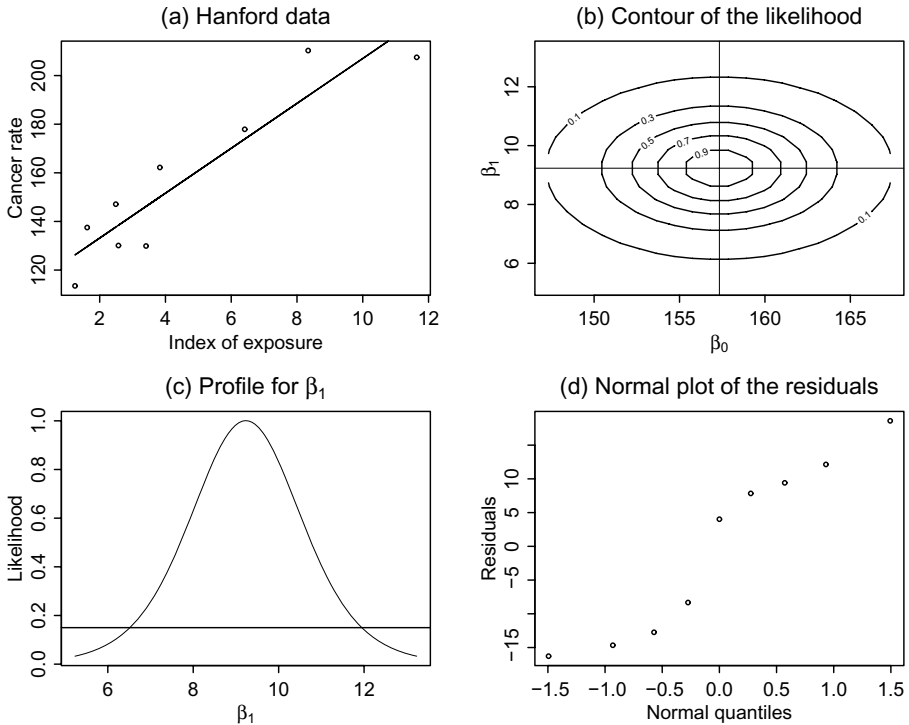 (a) Hanford data
Cancer rate
200
180
160
140
120
2 4 6 8 10 12
Index of exposure
(b) Contour of the likelihood
β₁
12
10
8
6
0.1
0.3
0.5
0.7
0.9
0.1
150 155 160 165
β₀
(c) Profile for β₁
Likelihood
1.0
0.8
0.6
0.4
0.2
0.0
6 8 10 12
β₁
(d) Normal plot of the residuals
Residuals
10
5
0
−5
−15
−1.5 −1.0 −0.5 0.0 0.5 1.0 1.5
Normal quantiles